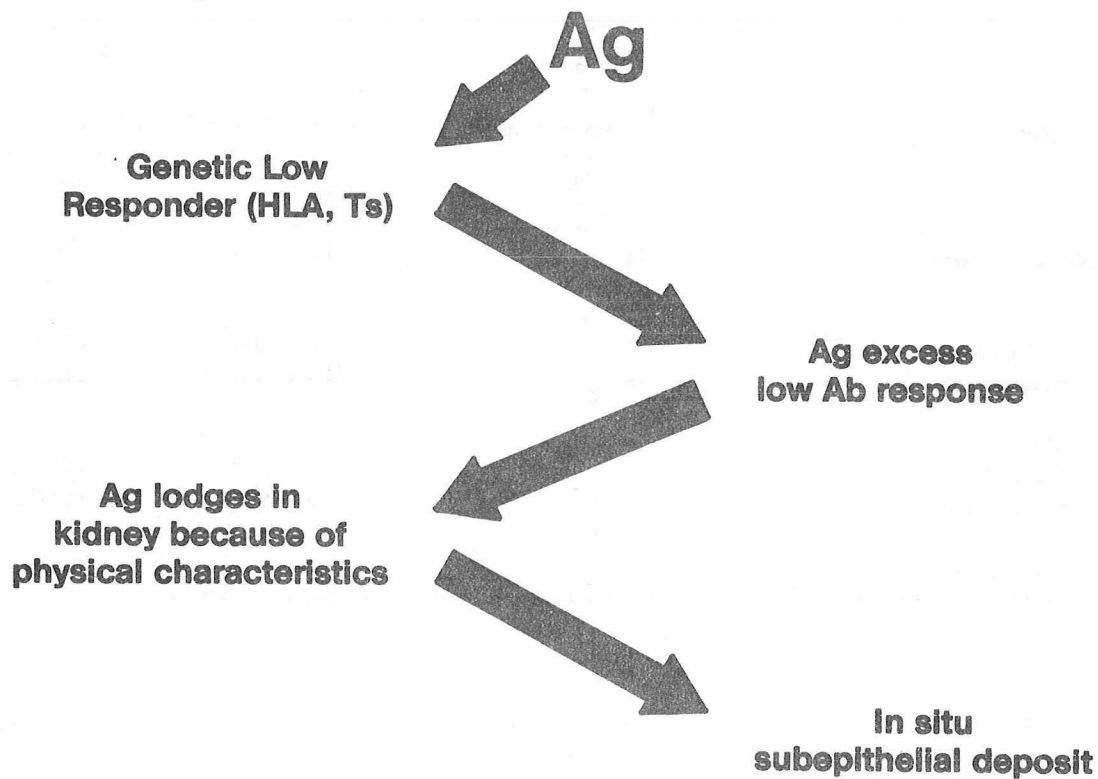 Ag
Genetic Low
Responder (HLA, Ts)
Ag excess
low Ab response
Ag lodges in
kidney because of
physical characteristics
In situ
subepithelial deposit